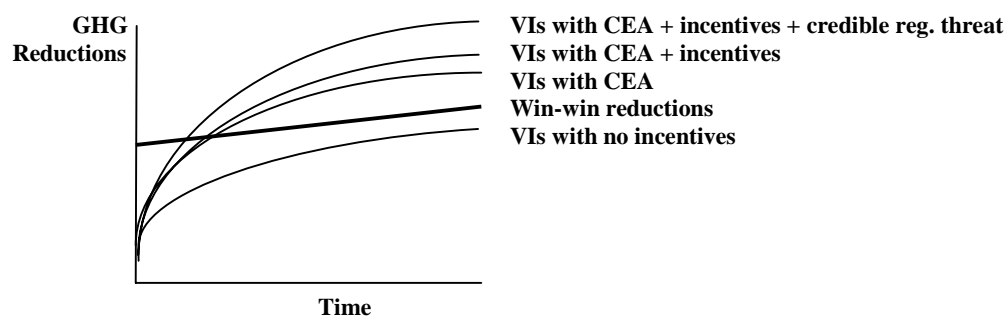 GHG
Reductions
VIs with CEA + incentives + credible reg. threat
VIs with CEA + incentives
VIs with CEA
Win-win reductions
VIs with no incentives
Time